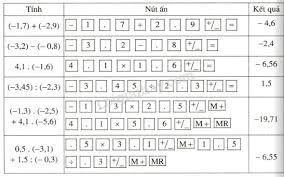 Tính Nút ấn Kết quả
(–1,7) + (–2,9) – 1 . 7 + 2 . 9 +/– = – 4,6
(–3,2) – (– 0,8) – 3 . 2 – . 8 +/– = –2,4
4,1 . (–1,6) 4 . 1 × 1 . 6 +/– = – 6,56
(–3,45) : (–2,3) – 3 . 4 5 ÷ 2 . 3 +/– = 1,5
(–1,3) . (–2,5) – 1 . 3 × 2 . 5 +/– M+
+ 4,1 . (–5,6) 4 . 1 × 5 . 6 +/– M+ MR –19,71
0,5 . (–3,1) . 5 × 3 . 1 +/– M+ 1 . 5
+ 1,5 : (– 0,3) ÷ . 3 +/– M+ MR – 6,55